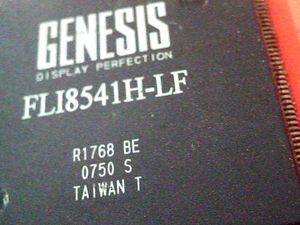 GENESIS
DISPLAY PERFECTION
FLI8541H-LF
R1768 BE
0750 S
TAIWAN T